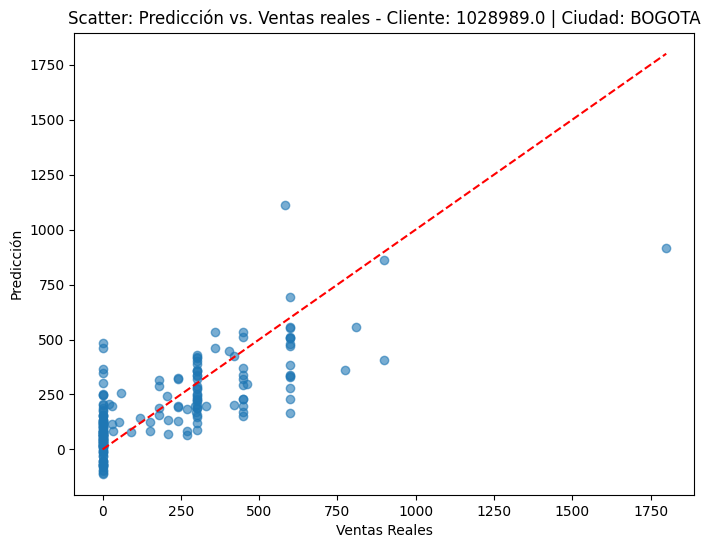 Scatter: Predicción vs. Ventas reales - Cliente: 1028989.0 | Ciudad: BOGOTA
1750
1500
1250
1000
750
500
250
0
Predicción
0 250 500 750 1000 1250 1500 1750
Ventas Reales